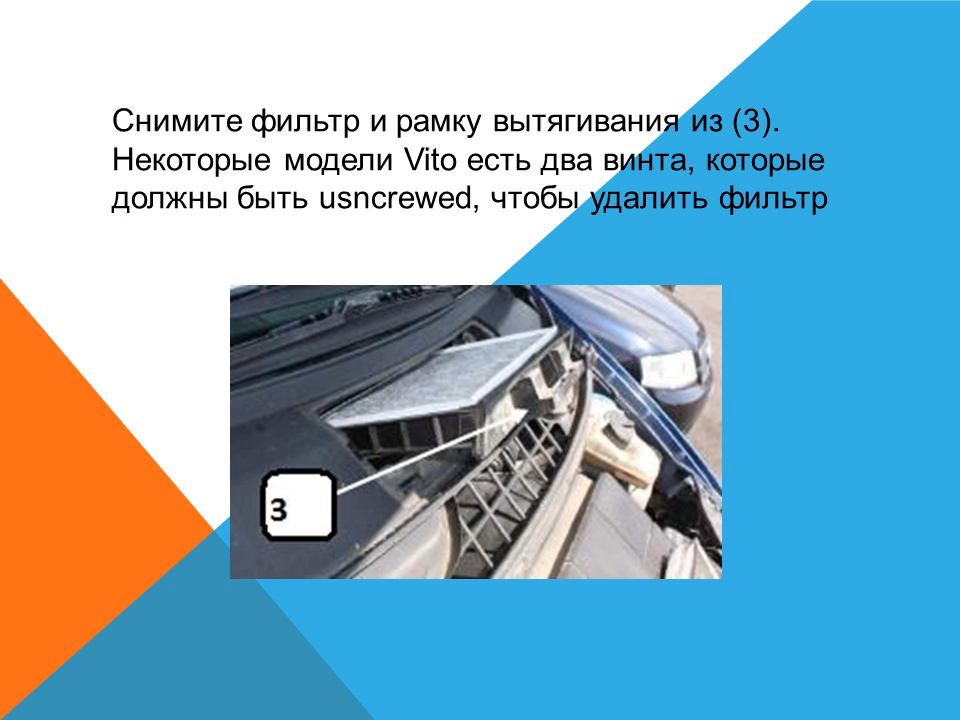 Снимите фильтр и рамку вытягивания из (3).
Некоторые модели Vito есть два винта, которые
должны быть usncrewed, чтобы удалить фильтр
3